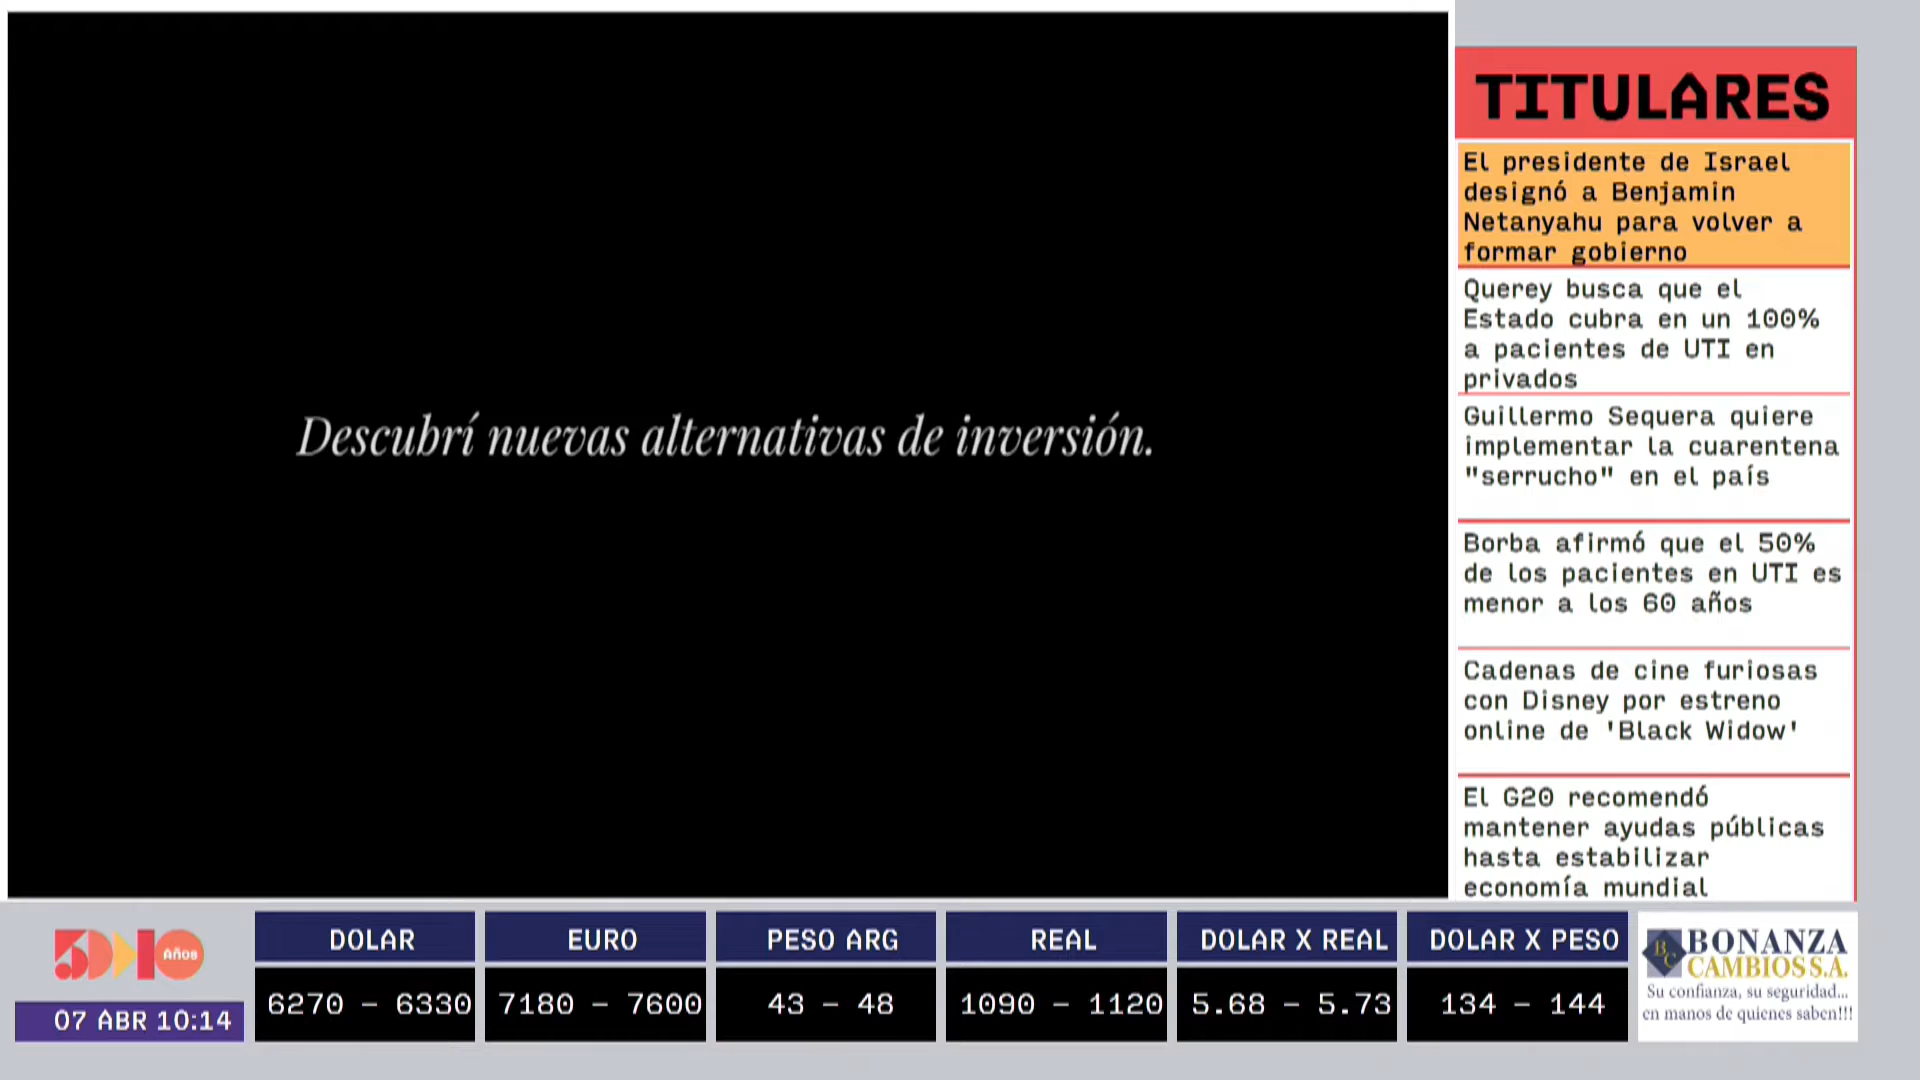 Descubrí nuevas alternativas de inversión.
TITULARES
El presidente de Israel
designó a Benjamin
Netanyahu para volver a
formar gobierno
Querey busca que el
Estado cubra en un 100%
a pacientes de UTI en
privados
Guillermo Sequera quiere
implementar la cuarentena
"serrucho" en el país
Borba afirmó que el 50%
de los pacientes en UTI es
menor a los 60 años
Cadenas de cine furiosas
con Disney por estreno
online de 'Black Widow'
El G20 recomendó
mantener ayudas públicas
hasta estabilizar
economía mundial
5D10 Años
07 ABR 10:14
DOLAR
6270 - 6330
EURO
7180 - 7600
PESO ARG
43 - 48
REAL
1090 - 1120
DOLAR X REAL
5.68 - 5.73
DOLAR X PESO
134 - 144
BC BONANZA
CAMBIOS S.A.
Su confianza, su seguridad...
en manos de quienes saben!!!